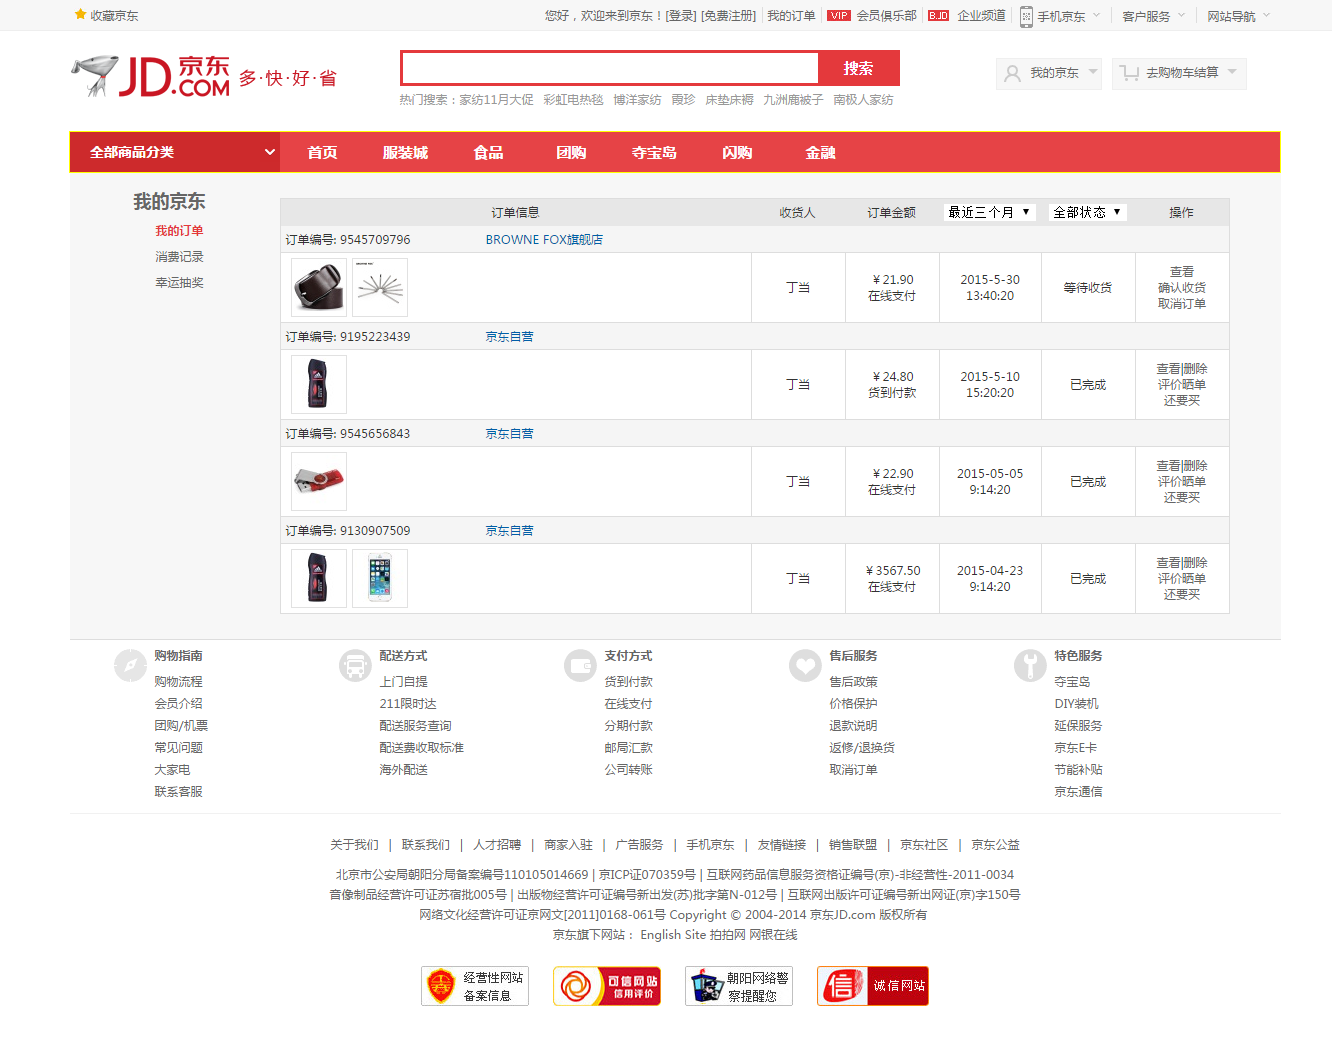 收藏京东
您好，欢迎来到京东！[登录] [免费注册] 我的订单 VIP 会员俱乐部 B.JD 企业频道 手机京东 客户服务 网站导航
JD.COM 京东 多·快·好·省
搜索
我的京东 去购物车结算
热门搜索：家纺11月大促 彩虹电热毯 博洋家纺 霞珍 床垫床褥 九洲鹿被子 南极人家纺
全部商品分类 首页 服装城 食品 团购 夺宝岛 闪购 金融
我的京东
我的订单
消费记录
幸运抽奖
订单信息 收货人 订单金额 最近三个月 ▼ 全部状态 ▼ 操作
订单编号: 9545709796 BROWNE FOX旗舰店
丁当
¥ 21.90
在线支付
2015-5-30
13:40:20
等待收货
查看
确认收货
取消订单
订单编号: 9195223439 京东自营
丁当
¥ 24.80
货到付款
2015-5-10
15:20:20
已完成
查看|删除
评价晒单
还要买
订单编号: 9545656843 京东自营
丁当
¥ 22.90
在线支付
2015-05-05
9:14:20
已完成
查看|删除
评价晒单
还要买
订单编号: 9130907509 京东自营
丁当
¥ 3567.50
在线支付
2015-04-23
9:14:20
已完成
查看|删除
评价晒单
还要买
购物指南
购物流程
会员介绍
团购/机票
常见问题
大家电
联系客服
配送方式
上门自提
211限时达
配送服务查询
配送费收取标准
海外配送
支付方式
货到付款
在线支付
分期付款
邮局汇款
公司转账
售后服务
售后政策
价格保护
退款说明
返修/退换货
取消订单
特色服务
夺宝岛
DIY装机
延保服务
京东E卡
节能补贴
京东通信
关于我们 | 联系我们 | 人才招聘 | 商家入驻 | 广告服务 | 手机京东 | 友情链接 | 销售联盟 | 京东社区 | 京东公益
北京市公安局朝阳分局备案编号110105014669 | 京ICP证070359号 | 互联网药品信息服务资格证编号(京)-非经营性-2011-0034
音像制品经营许可证苏宿批005号 | 出版物经营许可证编号新出发(苏)批字第N-012号 | 互联网出版许可证编号新出网证(京)字150号
网络文化经营许可证京网文[2011]0168-061号 Copyright © 2004-2014 京东JD.com 版权所有
京东旗下网站： English Site 拍拍网 网银在线
经营性网站
备案信息
可信网站
信用评价
朝阳网络警
察提醒您
信 诚信网站